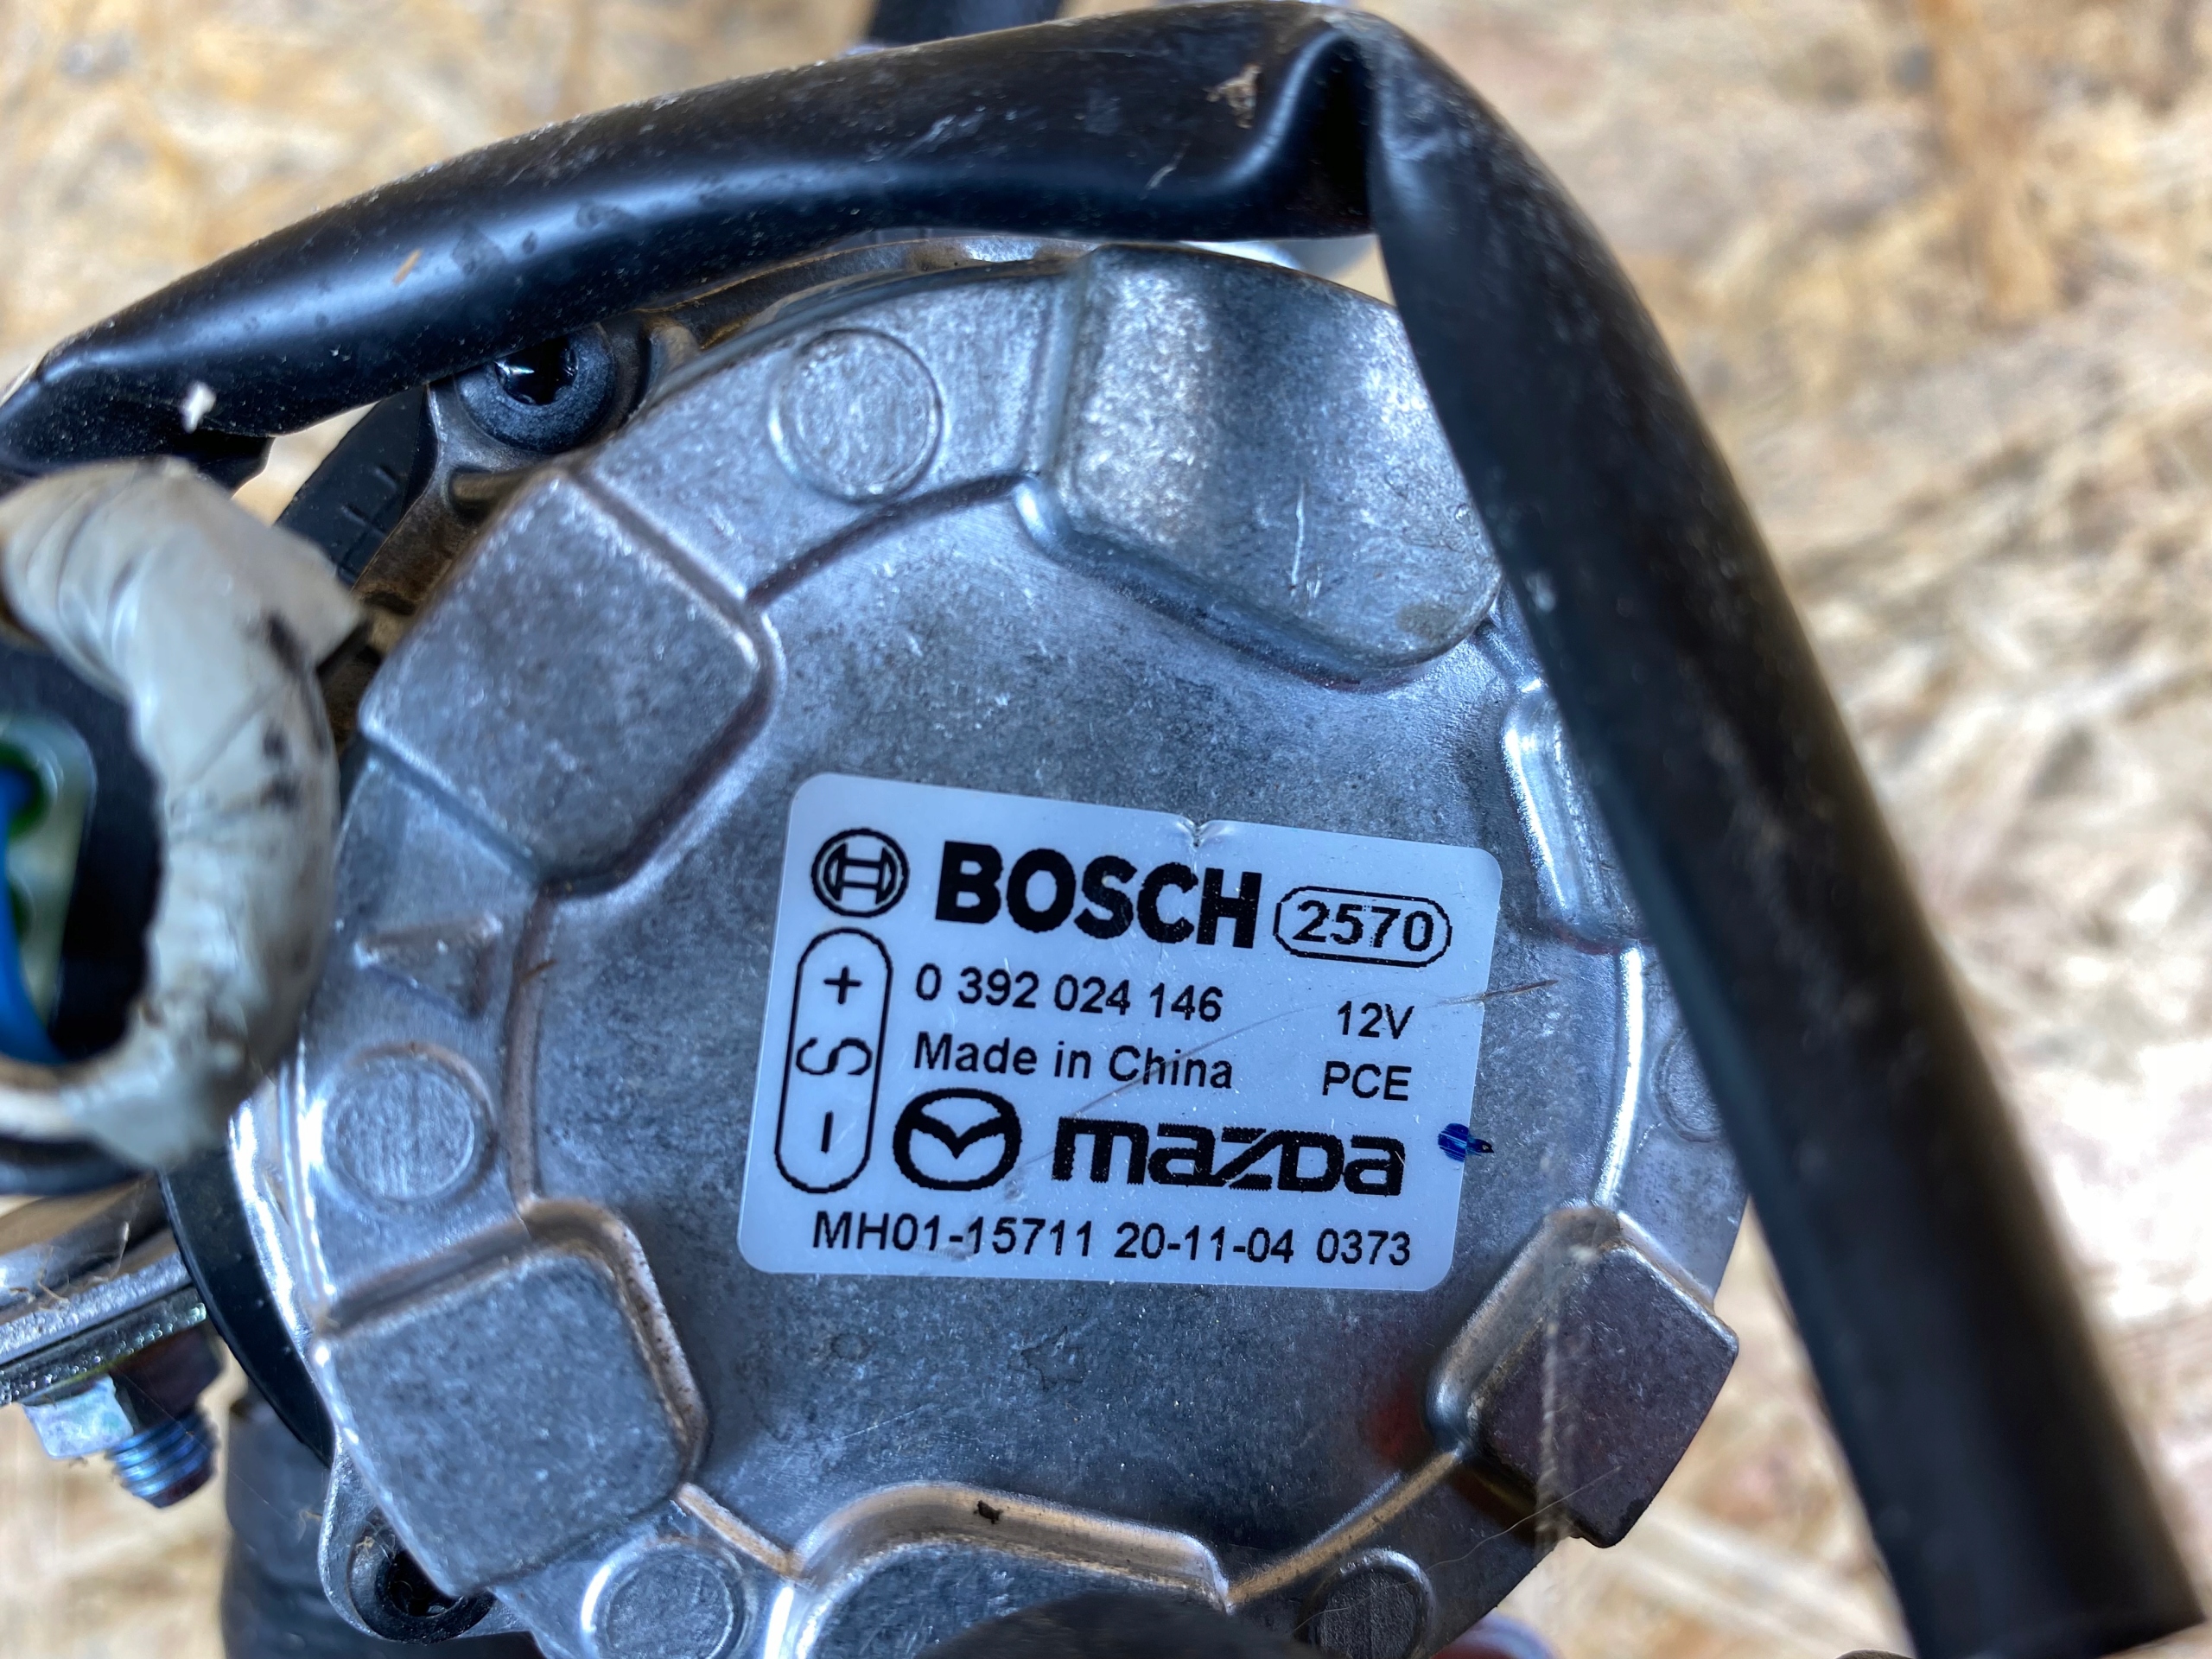 BOSCH 2570
+ 0 392 024 146 12V
S Made in China PCE
- mazda
MH01-15711 20-11-04 0373